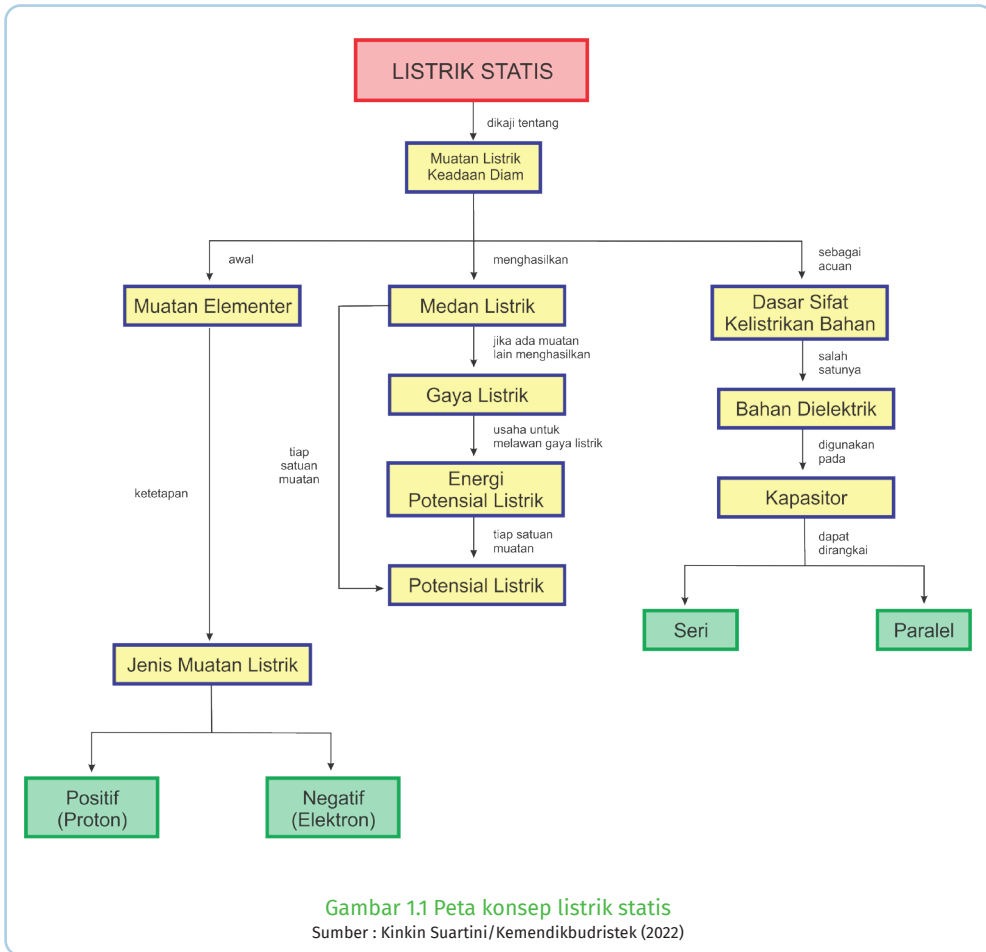 LISTRIK STATIS
dikaji tentang
Muatan Listrik
Keadaan Diam
awal
menghasilkan
sebagai
acuan
Muatan Elementer
Medan Listrik
Dasar Sifat
Kelistrikan Bahan
jika ada muatan
lain menghasilkan
salah
satunya
Gaya Listrik
Bahan Dielektrik
usaha untuk
melawan gaya listrik
digunakan
pada
tiap
satuan
muatan
ketetapan
Energi
Potensial Listrik
Kapasitor
tiap satuan
muatan
dapat
dirangkai
Potensial Listrik
Seri
Paralel
Jenis Muatan Listrik
Positif
(Proton)
Negatif
(Elektron)
Gambar 1.1 Peta konsep listrik statis
Sumber : Kinkin Suartini/Kemendikbudristek (2022)